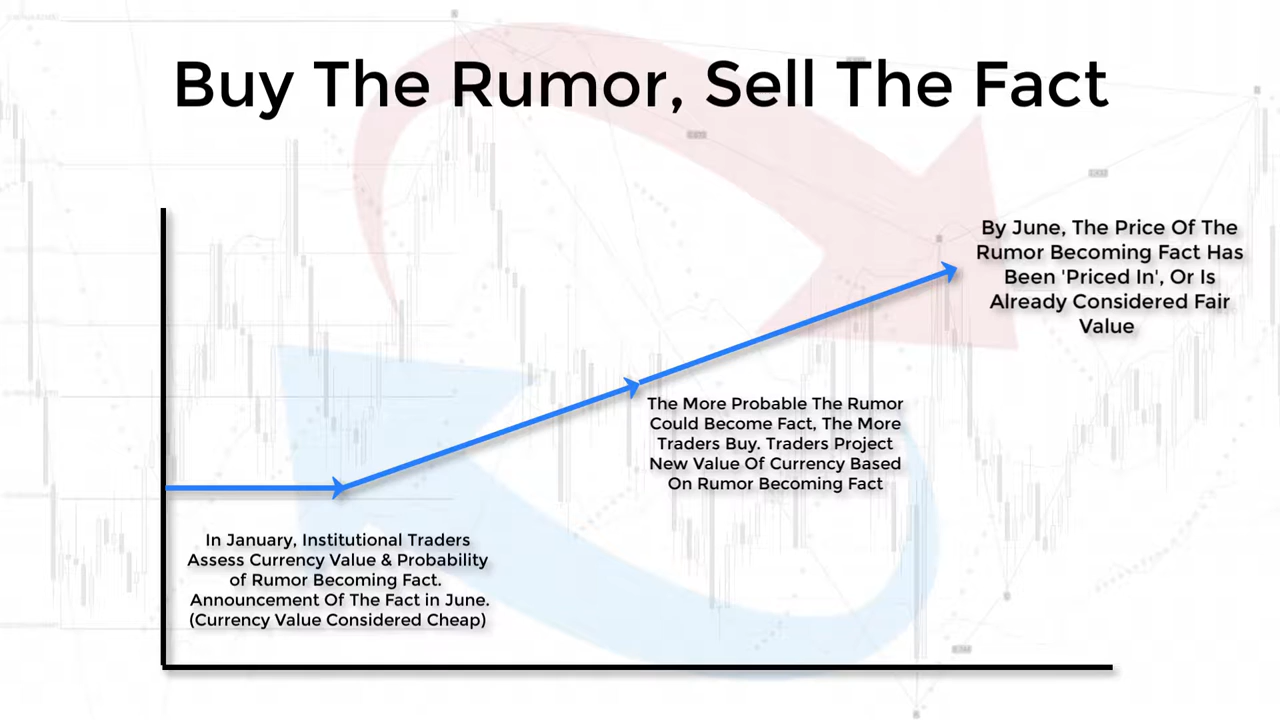 Buy The Rumor, Sell The Fact
By June, The Price Of The
Rumor Becoming Fact Has
Been 'Priced In', Or Is
Already Considered Fair
Value
The More Probable The Rumor
Could Become Fact, The More
Traders Buy. Traders Project
New Value Of Currency Based
On Rumor Becoming Fact
In January, Institutional Traders
Assess Currency Value & Probability
of Rumor Becoming Fact.
Announcement Of The Fact in June.
(Currency Value Considered Cheap)